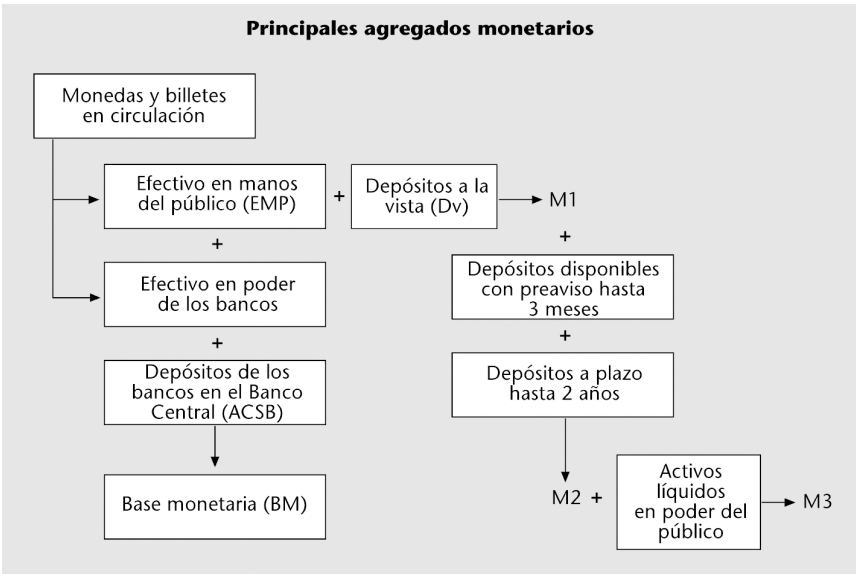 Principales agregados monetarios
Monedas y billetes
en circulación
Efectivo en manos
del público (EMP)
+
Depósitos a la
vista (Dv)
M1
+
+
Efectivo en poder
de los bancos
Depósitos disponibles
con preaviso hasta
3 meses
+
+
Depósitos de los
bancos en el Banco
Central (ACSB)
Depósitos a plazo
hasta 2 años
Base monetaria (BM)
M2 +
Activos
líquidos
en poder del
público
M3